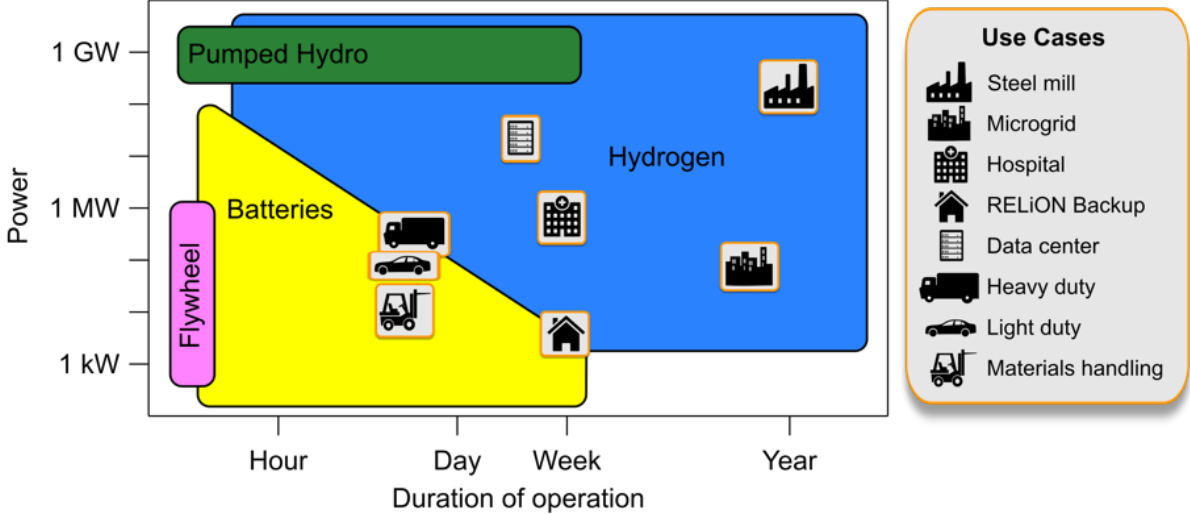 1 GW
1 MW
1 kW
Power
Pumped Hydro
Hydrogen
Batteries
Flywheel
Hour
Day
Week
Year
Duration of operation
Use Cases
Steel mill
Microgrid
Hospital
RELiON Backup
Data center
Heavy duty
Light duty
Materials handling